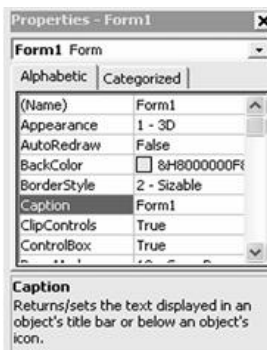 Properties - Form1
Form1 Form
Alphabetic Categorized
(Name) Form1
Appearance 1 - 3D
AutoRedraw False
BackColor &H8000000F&
BorderStyle 2 - Sizable
Caption Form1
ClipControls True
ControlBox True
Caption
Returns/sets the text displayed in an
object's title bar or below an object's
icon.